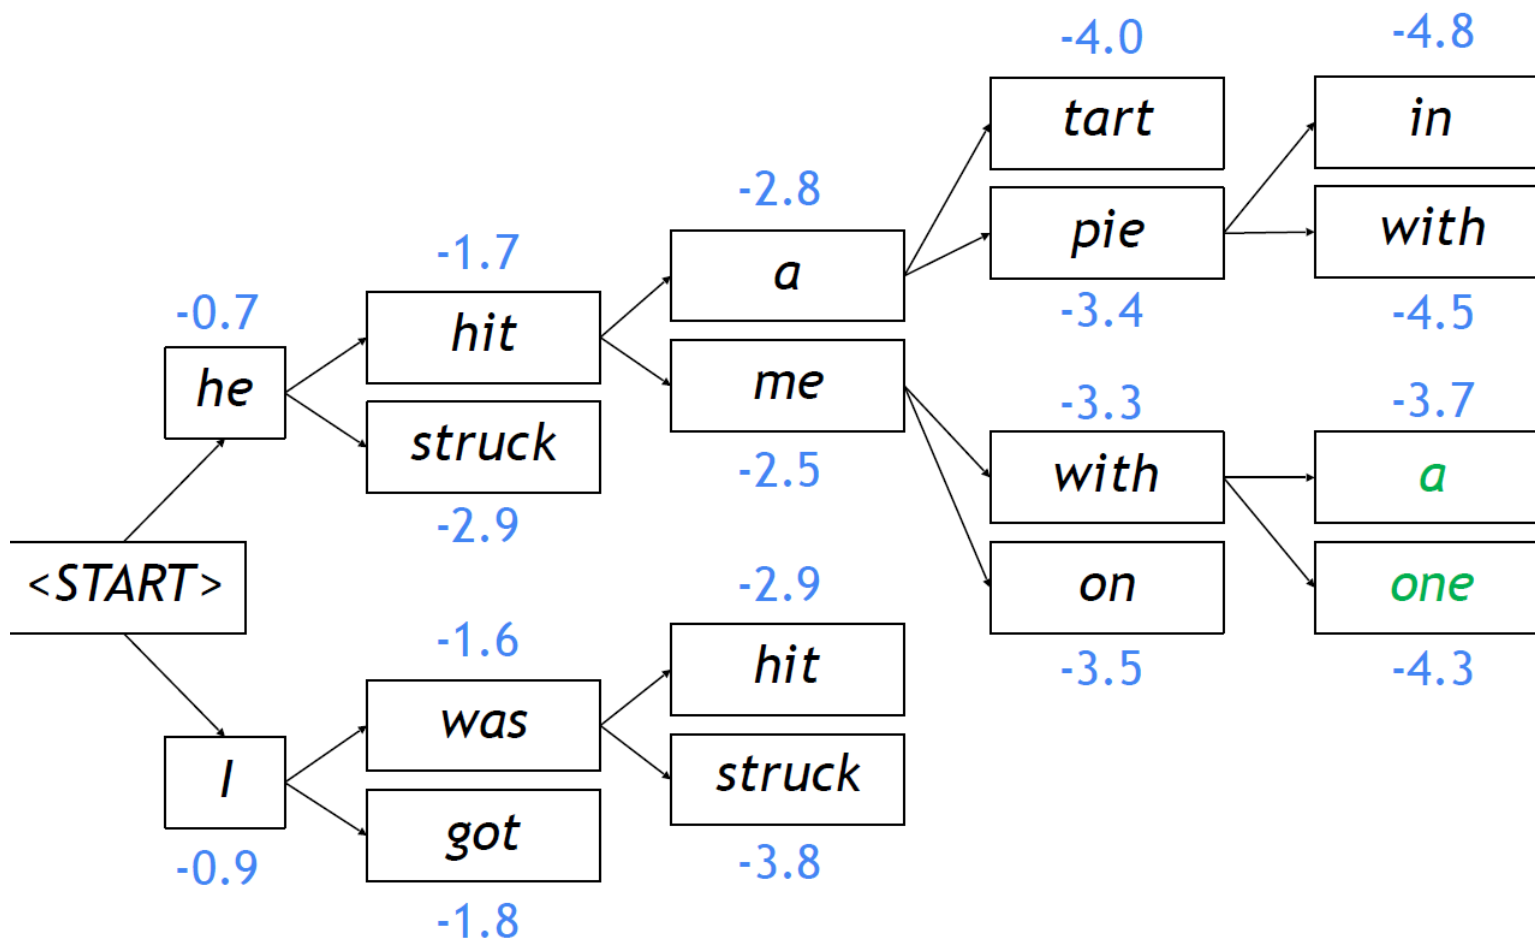 -4.0
-4.8
tart
in
-2.8
pie
with
-1.7
a
-3.4
-4.5
-0.7
hit
me
-3.3
-3.7
he
struck
-2.5
with
a
-2.9
<START>
-2.9
on
one
-1.6
hit
-3.5
-4.3
was
struck
I
got
-3.8
-0.9
-1.8